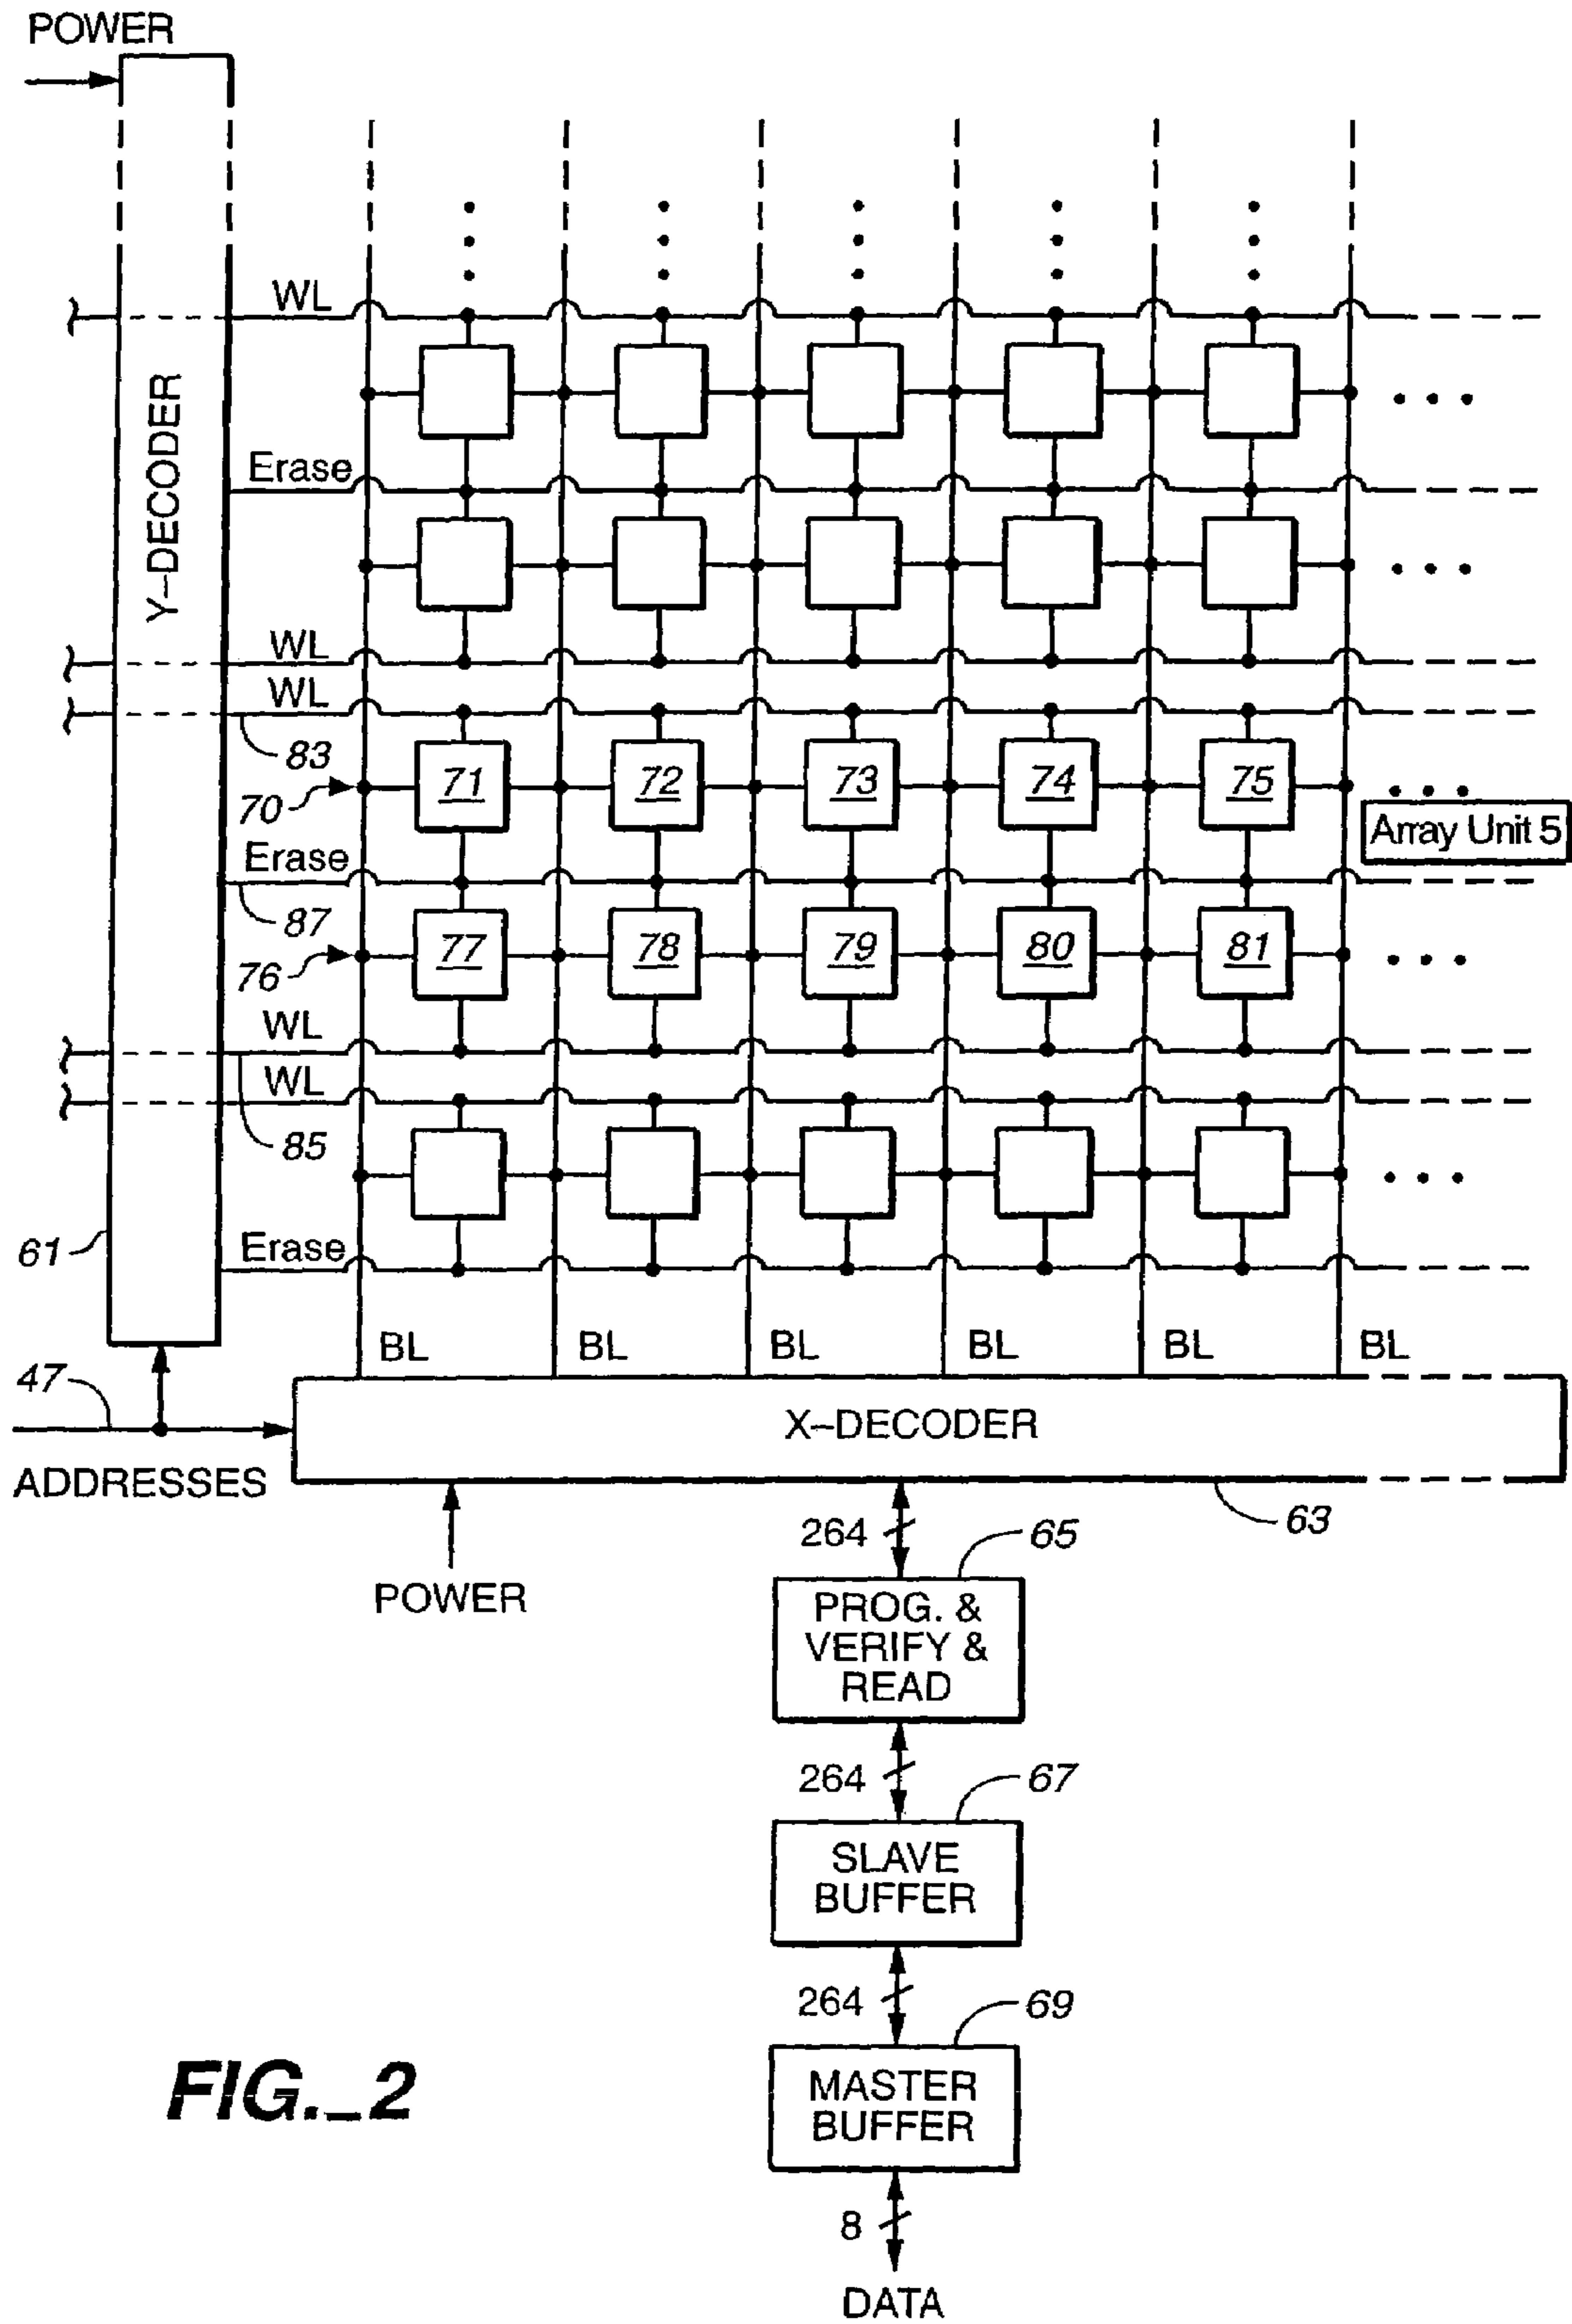 POWER
Y–DECODER
WL
Erase
WL
WL
83
70
71
72
73
74
75
Array Unit 5
Erase
87
76
77
78
79
80
81
WL
WL
85
61
Erase
BL
BL
BL
BL
BL
BL
47
X–DECODER
ADDRESSES
63
POWER
264
65
PROG. &
VERIFY &
READ
264
67
SLAVE
BUFFER
264
69
MASTER
BUFFER
8
DATA
FIG._2